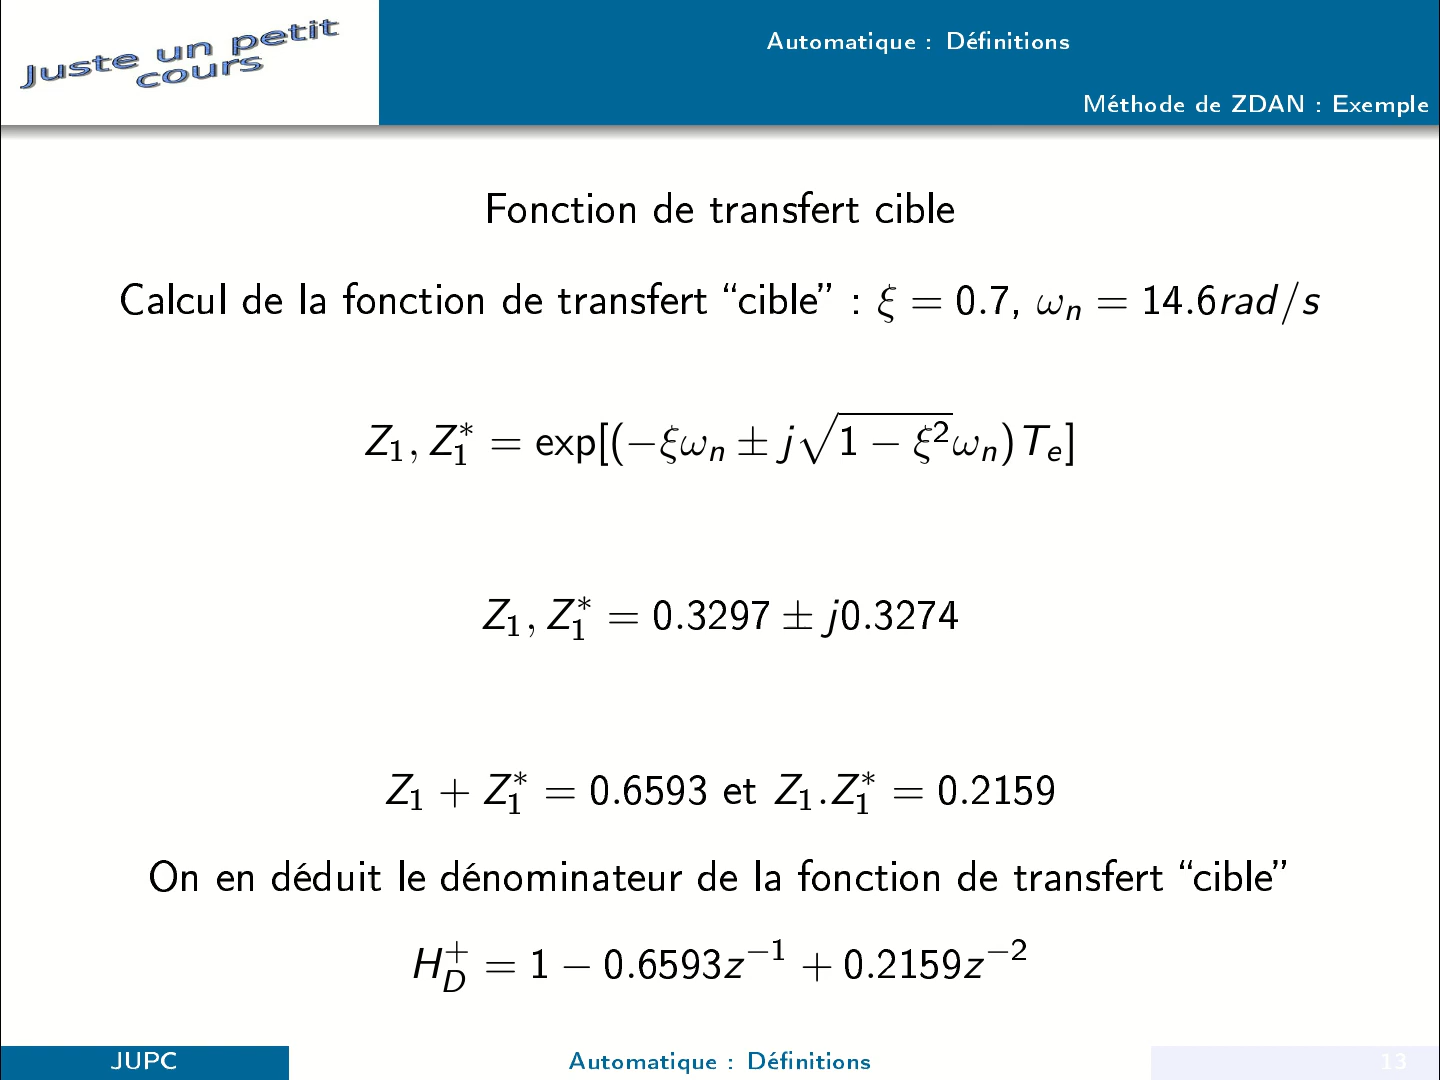 Juste un petit
cours
Automatique : Définitions
Méthode de ZDAN : Exemple
Fonction de transfert cible
Calcul de la fonction de transfert “cible” : ξ = 0.7, ωₙ = 14.6rad/s
Z₁, Z₁* = exp[(−ξωₙ ± j√(1 − ξ²)ωₙ)Tₑ]
Z₁, Z₁* = 0.3297 ± j0.3274
Z₁ + Z₁* = 0.6593 et Z₁.Z₁* = 0.2159
On en déduit le dénominateur de la fonction de transfert “cible”
H_D⁺ = 1 − 0.6593z⁻¹ + 0.2159z⁻²
JUPC Automatique : Définitions 13